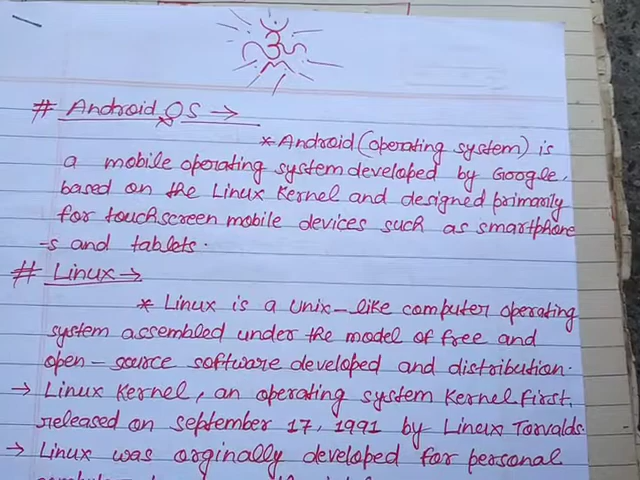 # Android OS →
* Android (operating system) is
a mobile operating system developed by Google,
based on the Linux Kernel and designed primarily
for touchscreen mobile devices such as smartphone
-s and tablets.
# Linux →
* Linux is a Unix-like computer operating
system assembled under the model of free and
open-source software developed and distribution.
→ Linux Kernel, an operating system Kernel first,
released on september 17, 1991 by Linux Torvalds.
→ Linux was orginally developed for personal